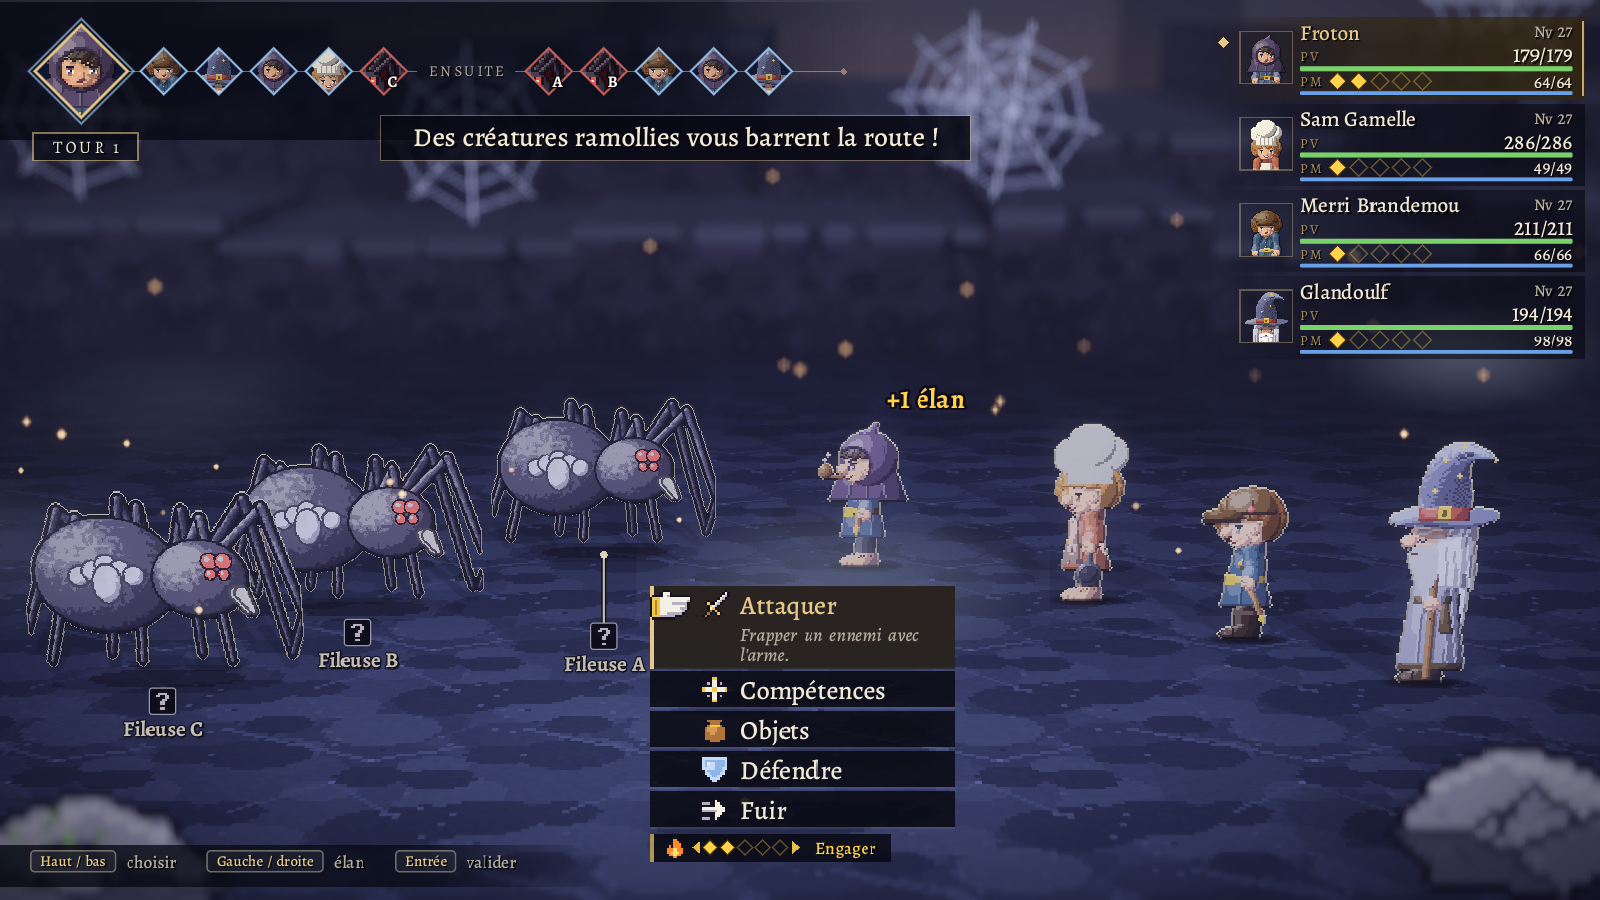 C
ENSUITE
A
B
TOUR 1
Des créatures ramollies vous barrent la route !
Froton
Nv 27
PV
179/179
PM
64/64
Sam Gamelle
Nv 27
PV
286/286
PM
49/49
Merri Brandemou
Nv 27
PV
211/211
PM
66/66
Glandoulf
Nv 27
PV
194/194
PM
98/98
+1 élan
?
Fileuse A
?
Fileuse B
?
Fileuse C
Attaquer
Frapper un ennemi avec
l'arme.
Compétences
Objets
Défendre
Fuir
Engager
Haut / bas choisir Gauche / droite élan Entrée valider